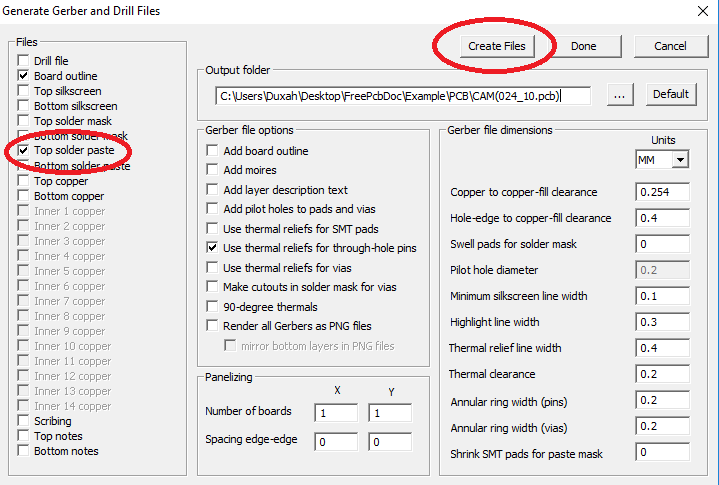 Generate Gerber and Drill Files
Files
Drill file
Board outline
Top silkscreen
Bottom silkscreen
Top solder mask
Bottom solder mask
Top solder paste
Bottom solder paste
Top copper
Bottom copper
Inner 1 copper
Inner 2 copper
Inner 3 copper
Inner 4 copper
Inner 5 copper
Inner 6 copper
Inner 7 copper
Inner 8 copper
Inner 9 copper
Inner 10 copper
Inner 11 copper
Inner 12 copper
Inner 13 copper
Inner 14 copper
Scribing
Top notes
Bottom notes
Create Files
Done
Cancel
Output folder
C:\Users\Duxah\Desktop\FreePcbDoc\Example\PCB\CAM(024_10.pcb)
...
Default
Gerber file options
Add board outline
Add moires
Add layer description text
Add pilot holes to pads and vias
Use thermal reliefs for SMT pads
Use thermal reliefs for through-hole pins
Use thermal reliefs for vias
Make cutouts in solder mask for vias
90-degree thermals
Render all Gerbers as PNG files
mirror bottom layers in PNG files
Panelizing
X Y
Number of boards 1 1
Spacing edge-edge 0 0
Gerber file dimensions
Units
MM
Copper to copper-fill clearance 0.254
Hole-edge to copper-fill clearance 0.4
Swell pads for solder mask 0
Pilot hole diameter 0.2
Minimum silkscreen line width 0.1
Highlight line width 0.3
Thermal relief line width 0.4
Thermal clearance 0.2
Annular ring width (pins) 0.2
Annular ring width (vias) 0.2
Shrink SMT pads for paste mask 0